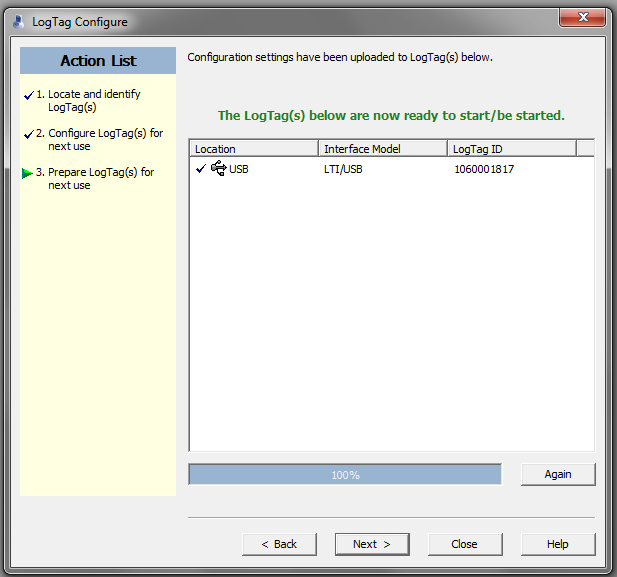 LogTag Configure
Action List
1. Locate and identify
LogTag(s)
2. Configure LogTag(s) for
next use
3. Prepare LogTag(s) for
next use
Configuration settings have been uploaded to LogTag(s) below.
The LogTag(s) below are now ready to start/be started.
Location Interface Model LogTag ID
USB LTI/USB 1060001817
100%
Again
< Back Next > Close Help